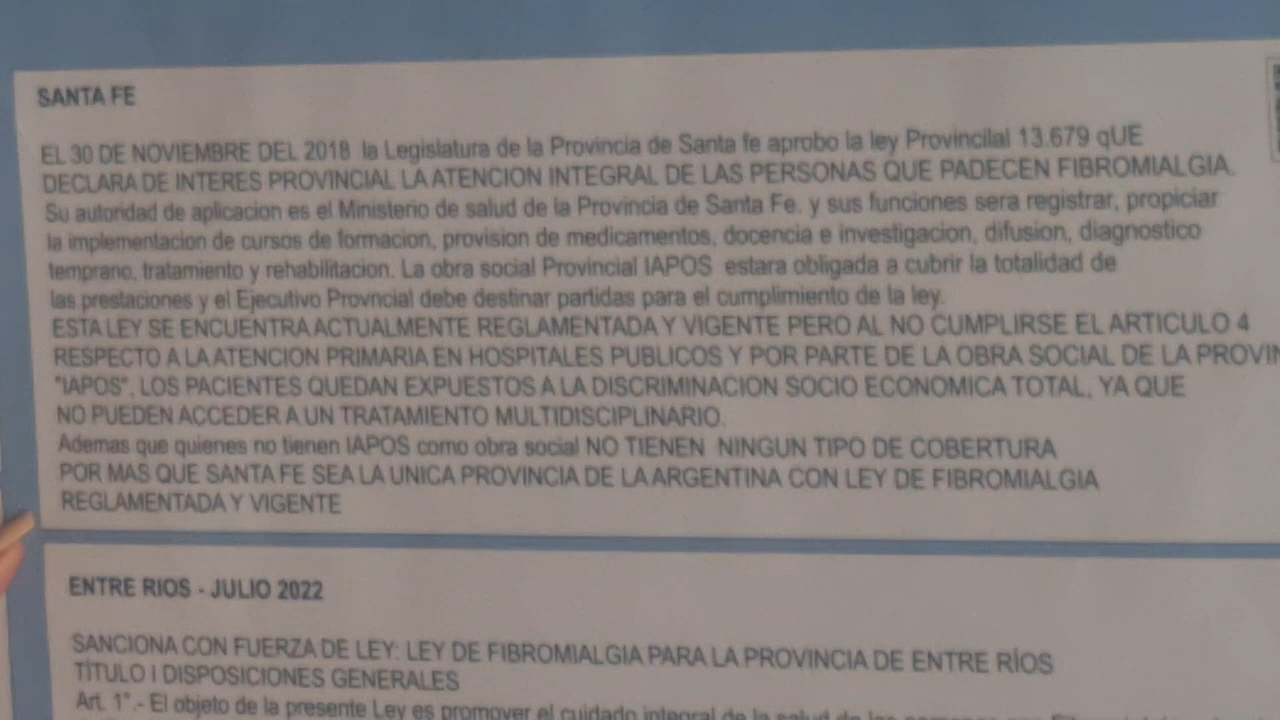 SANTA FE
EL 30 DE NOVIEMBRE DEL 2018 la Legislatura de la Provincia de Santa fe aprobo la ley Provincilal 13.679 qUE
DECLARA DE INTERES PROVINCIAL LA ATENCION INTEGRAL DE LAS PERSONAS QUE PADECEN FIBROMIALGIA.
Su autoridad de aplicacion es el Ministerio de salud de la Provincia de Santa Fe. y sus funciones sera registrar, propiciar
la implementacion de cursos de formacion, provision de medicamentos, docencia e investigacion, difusion, diagnostico
temprano, tratamiento y rehabilitacion. La obra social Provincial IAPOS estara obligada a cubrir la totalidad de
las prestaciones y el Ejecutivo Provncial debe destinar partidas para el cumplimiento de la ley.
ESTA LEY SE ENCUENTRA ACTUALMENTE REGLAMENTADA Y VIGENTE PERO AL NO CUMPLIRSE EL ARTICULO 4
RESPECTO A LA ATENCION PRIMARIA EN HOSPITALES PUBLICOS Y POR PARTE DE LA OBRA SOCIAL DE LA PROVIN
"IAPOS", LOS PACIENTES QUEDAN EXPUESTOS A LA DISCRIMINACION SOCIO ECONOMICA TOTAL, YA QUE
NO PUEDEN ACCEDER A UN TRATAMIENTO MULTIDISCIPLINARIO.
Ademas que quienes no tienen IAPOS como obra social NO TIENEN NINGUN TIPO DE COBERTURA
POR MAS QUE SANTA FE SEA LA UNICA PROVINCIA DE LA ARGENTINA CON LEY DE FIBROMIALGIA
REGLAMENTADA Y VIGENTE
ENTRE RIOS - JULIO 2022
SANCIONA CON FUERZA DE LEY: LEY DE FIBROMIALGIA PARA LA PROVINCIA DE ENTRE RÍOS
TÍTULO I DISPOSICIONES GENERALES
Art. 1°.- El objeto de la presente Ley es promover el cuidado integral de la salud de las personas